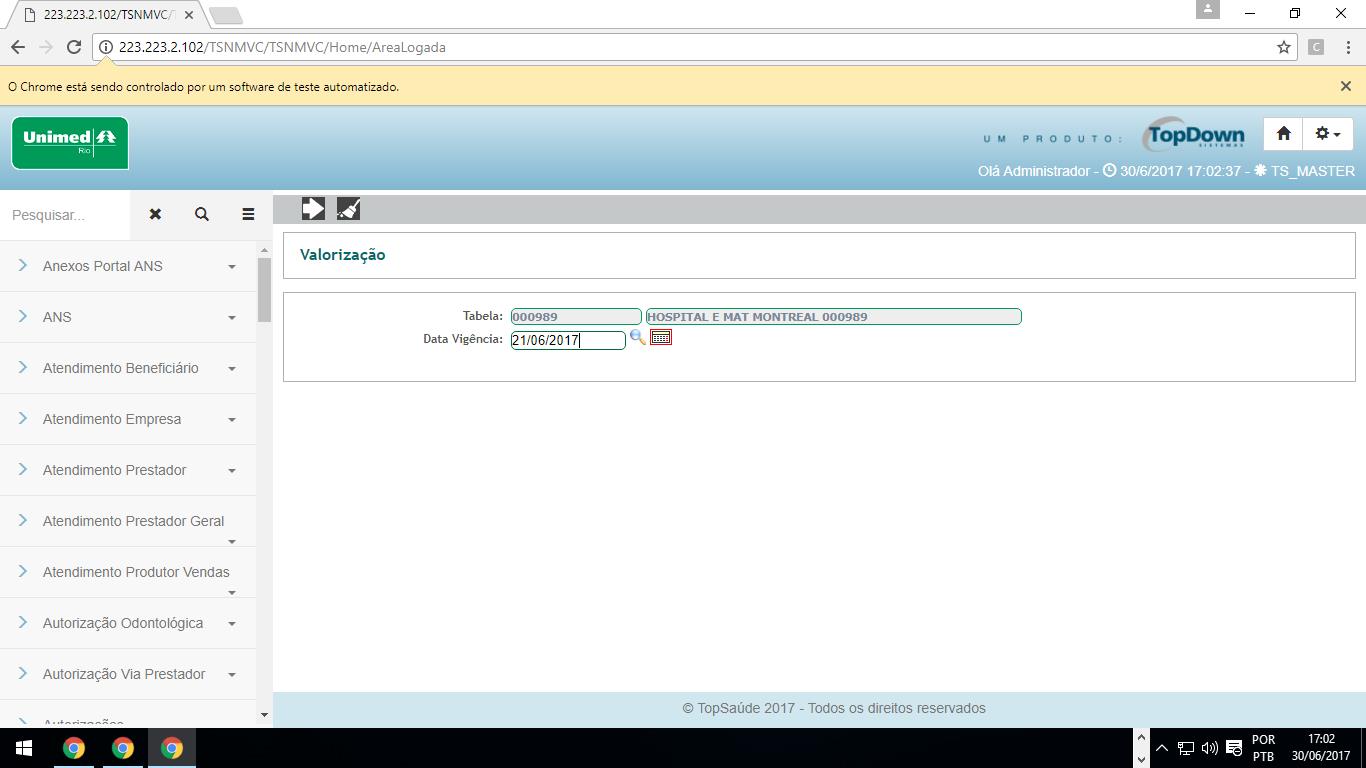 223.223.2.102/TSNMVC/T
223.223.2.102/TSNMVC/TSNMVC/Home/AreaLogada
C
O Chrome está sendo controlado por um software de teste automatizado.
Unimed
Rio
UM PRODUTO:
TopDown
SISTEMAS
Olá Administrador - 30/6/2017 17:02:37 - TS_MASTER
Pesquisar...
Valorização
Anexos Portal ANS
ANS
Atendimento Beneficiário
Atendimento Empresa
Atendimento Prestador
Atendimento Prestador Geral
Atendimento Produtor Vendas
Autorização Odontológica
Autorização Via Prestador
Autorizações
Tabela: 000989 HOSPITAL E MAT MONTREAL 000989
Data Vigência: 21/06/2017
© TopSaúde 2017 - Todos os direitos reservados
POR
PTB
17:02
30/06/2017